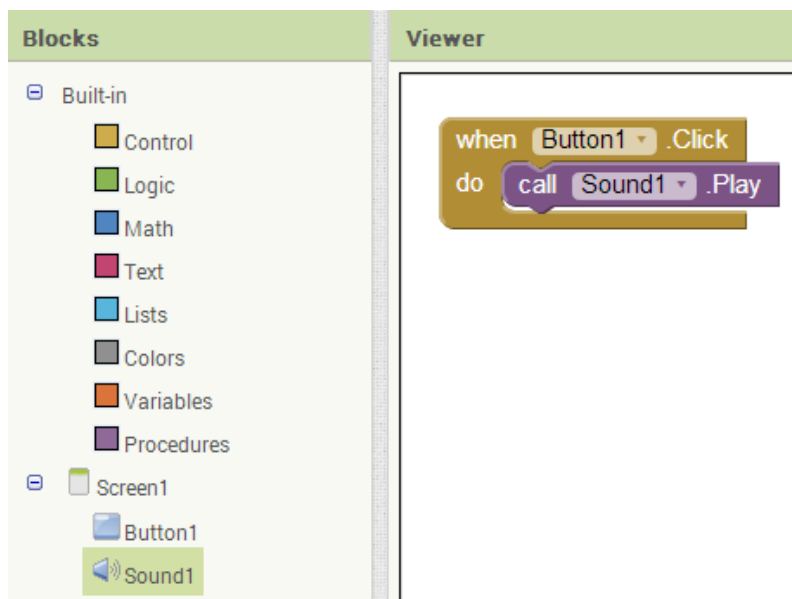 Blocks
Built-in
Control
Logic
Math
Text
Lists
Colors
Variables
Procedures
Screen1
Button1
Sound1
Viewer
when Button1 .Click
do call Sound1 .Play